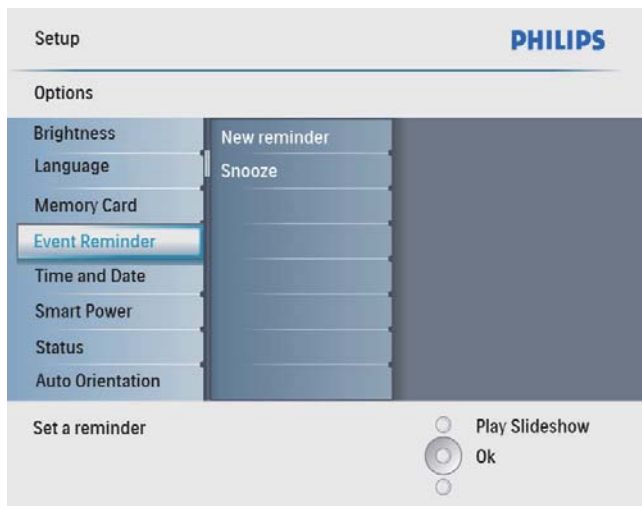 Setup
PHILIPS
Options
Brightness
Language
Memory Card
Event Reminder
Time and Date
Smart Power
Status
Auto Orientation
New reminder
Snooze
Set a reminder
Play Slideshow
Ok